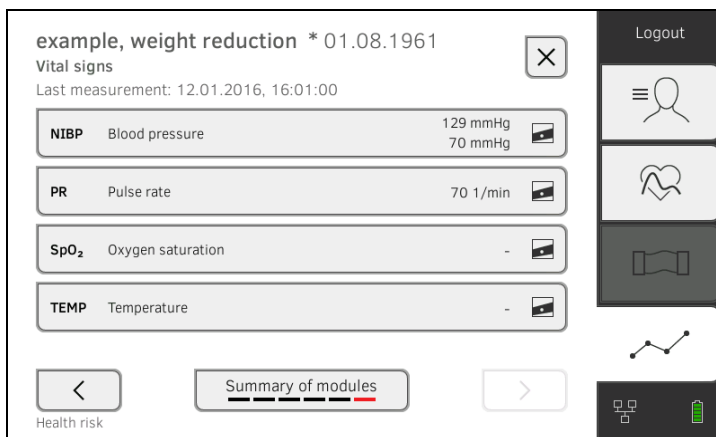 example, weight reduction * 01.08.1961
Vital signs
Last measurement: 12.01.2016, 16:01:00
NIBP Blood pressure 129 mmHg
70 mmHg
PR Pulse rate 70 1/min
SpO₂ Oxygen saturation -
TEMP Temperature -
Summary of modules
Health risk
Logout